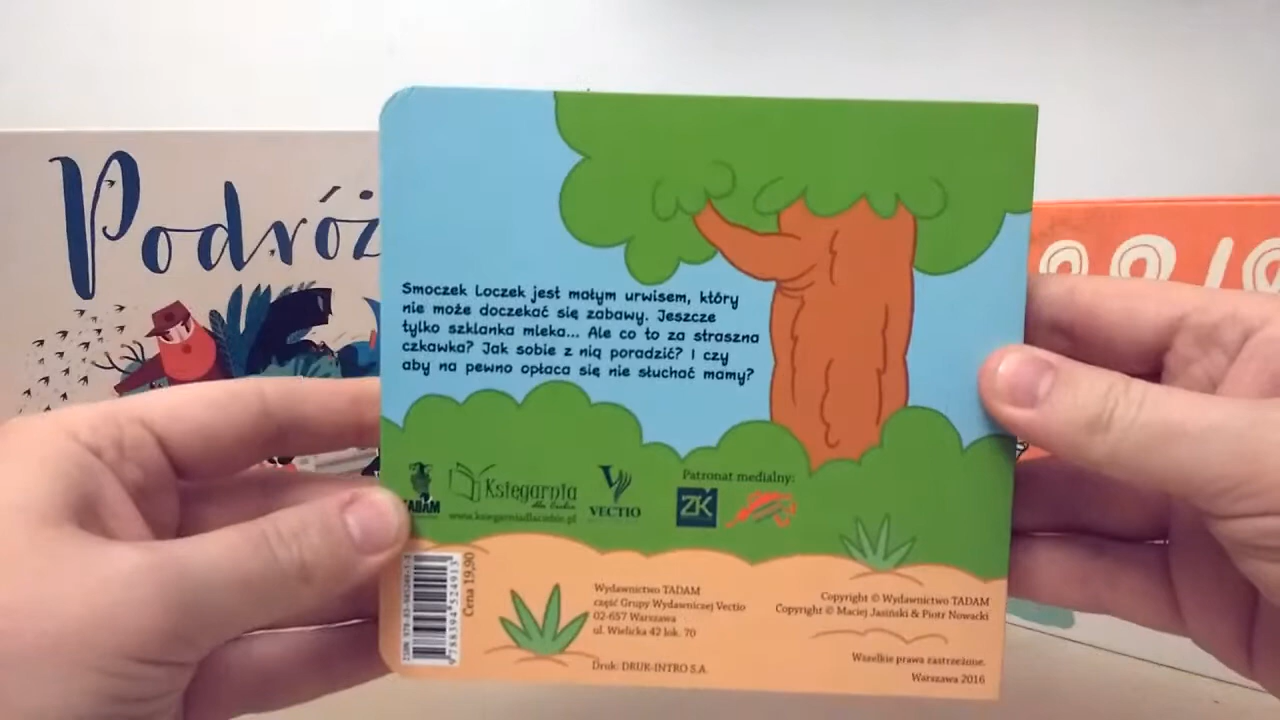 Podróż
Smoczek Loczek jest małym urwisem, który
nie może doczekać się zabawy. Jeszcze
tylko szklanka mleka... Ale co to za straszna
czkawka? Jak sobie z nią poradzić? I czy
aby na pewno opłaca się nie słuchać mamy?
TADAM
Księgarnia
dla Ciebie
www.ksiegarniadlaciebie.pl
VECTIO
Patronat medialny:
ZK
Cena 19,90
Wydawnictwo TADAM
część Grupy Wydawniczej Vectio
02-657 Warszawa
ul. Wielicka 42 lok. 70
Druk: DRUK-INTRO S.A.
Copyright © Wydawnictwo TADAM
Copyright © Maciej Jasiński & Piotr Nowacki
Wszelkie prawa zastrzeżone.
Warszawa 2016